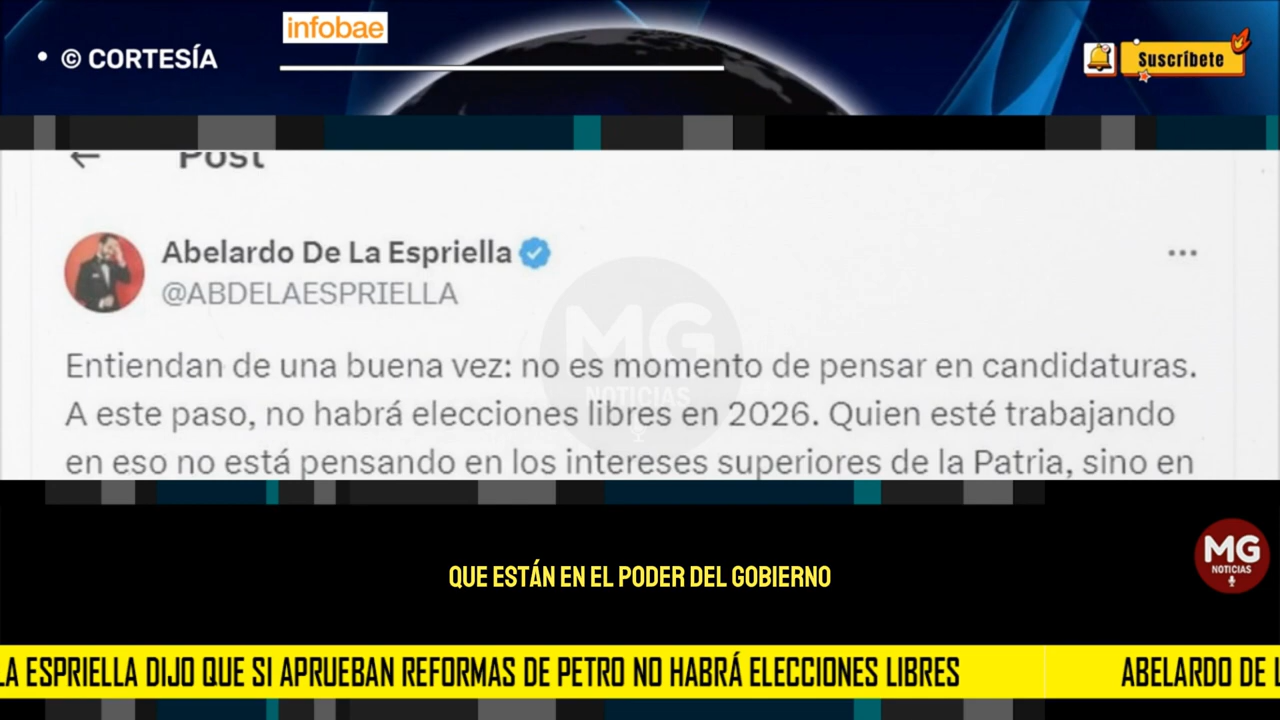 infobae
• © CORTESÍA
Suscríbete
← Post
Abelardo De La Espriella
@ABDELAESPRIELLA
Entiendan de una buena vez: no es momento de pensar en candidaturas.
A este paso, no habrá elecciones libres en 2026. Quien esté trabajando
en eso no está pensando en los intereses superiores de la Patria, sino en
MG
NOTICIAS
QUE ESTÁN EN EL PODER DEL GOBIERNO
MG
NOTICIAS
LA ESPRIELLA DIJO QUE SI APRUEBAN REFORMAS DE PETRO NO HABRÁ ELECCIONES LIBRES ABELARDO DE L